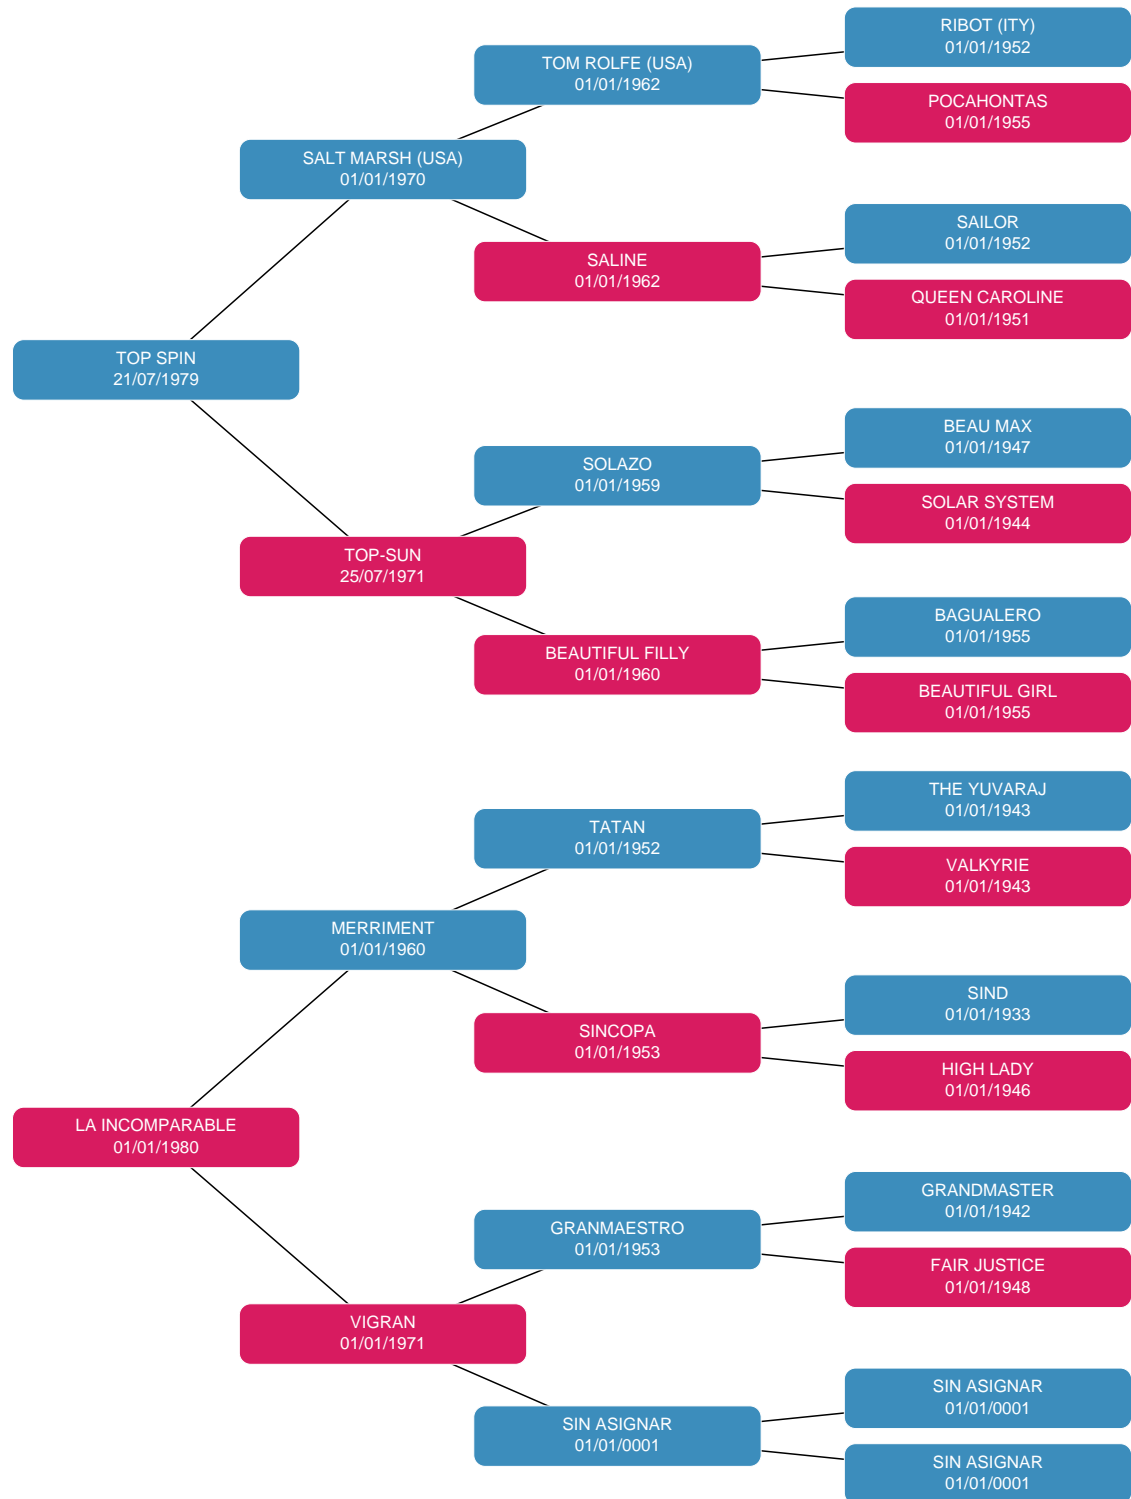 RIBOT (ITY)
01/01/1952
TOM ROLFE (USA)
01/01/1962
POCAHONTAS
01/01/1955
SALT MARSH (USA)
01/01/1970
SAILOR
01/01/1952
SALINE
01/01/1962
QUEEN CAROLINE
01/01/1951
TOP SPIN
21/07/1979
BEAU MAX
01/01/1947
SOLAZO
01/01/1959
SOLAR SYSTEM
01/01/1944
TOP-SUN
25/07/1971
BAGUALERO
01/01/1955
BEAUTIFUL FILLY
01/01/1960
BEAUTIFUL GIRL
01/01/1955
THE YUVARAJ
01/01/1943
TATAN
01/01/1952
VALKYRIE
01/01/1943
MERRIMENT
01/01/1960
SIND
01/01/1933
SINCOPA
01/01/1953
HIGH LADY
01/01/1946
LA INCOMPARABLE
01/01/1980
GRANDMASTER
01/01/1942
GRANMAESTRO
01/01/1953
FAIR JUSTICE
01/01/1948
VIGRAN
01/01/1971
SIN ASIGNAR
01/01/0001
SIN ASIGNAR
01/01/0001
SIN ASIGNAR
01/01/0001